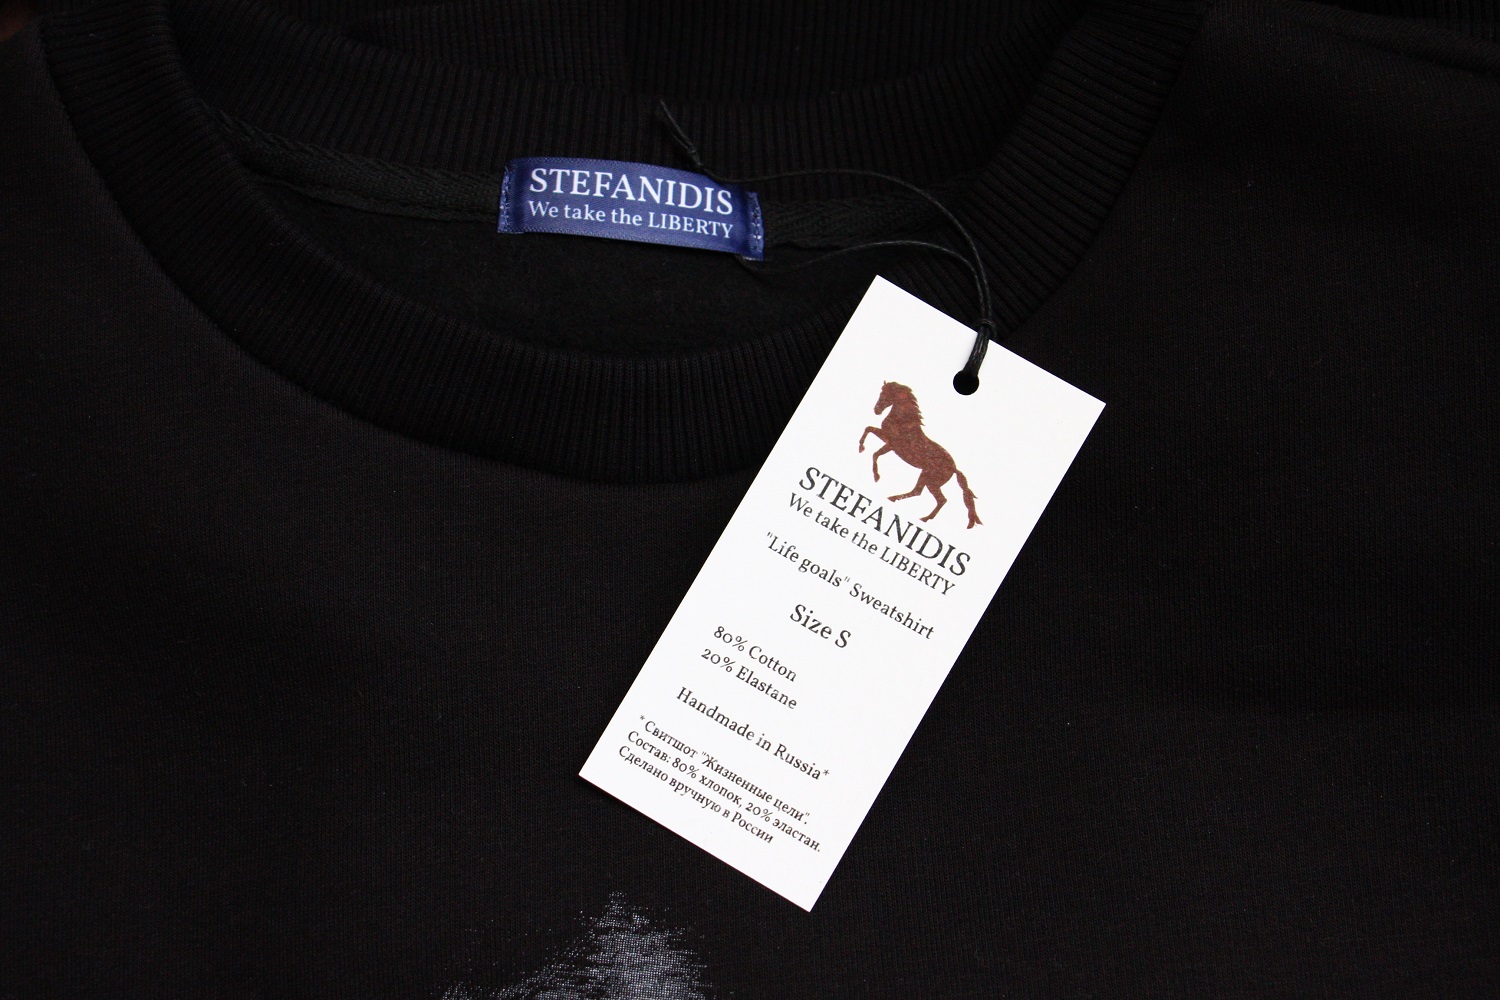 STEFANIDIS
We take the LIBERTY
STEFANIDIS
We take the LIBERTY
"Life goals" Sweatshirt
Size S
80% Cotton
20% Elastane
Handmade in Russia*
*Свитшот "Жизненные цели".
Состав: 80% хлопок, 20% эластан.
Сделано вручную в России